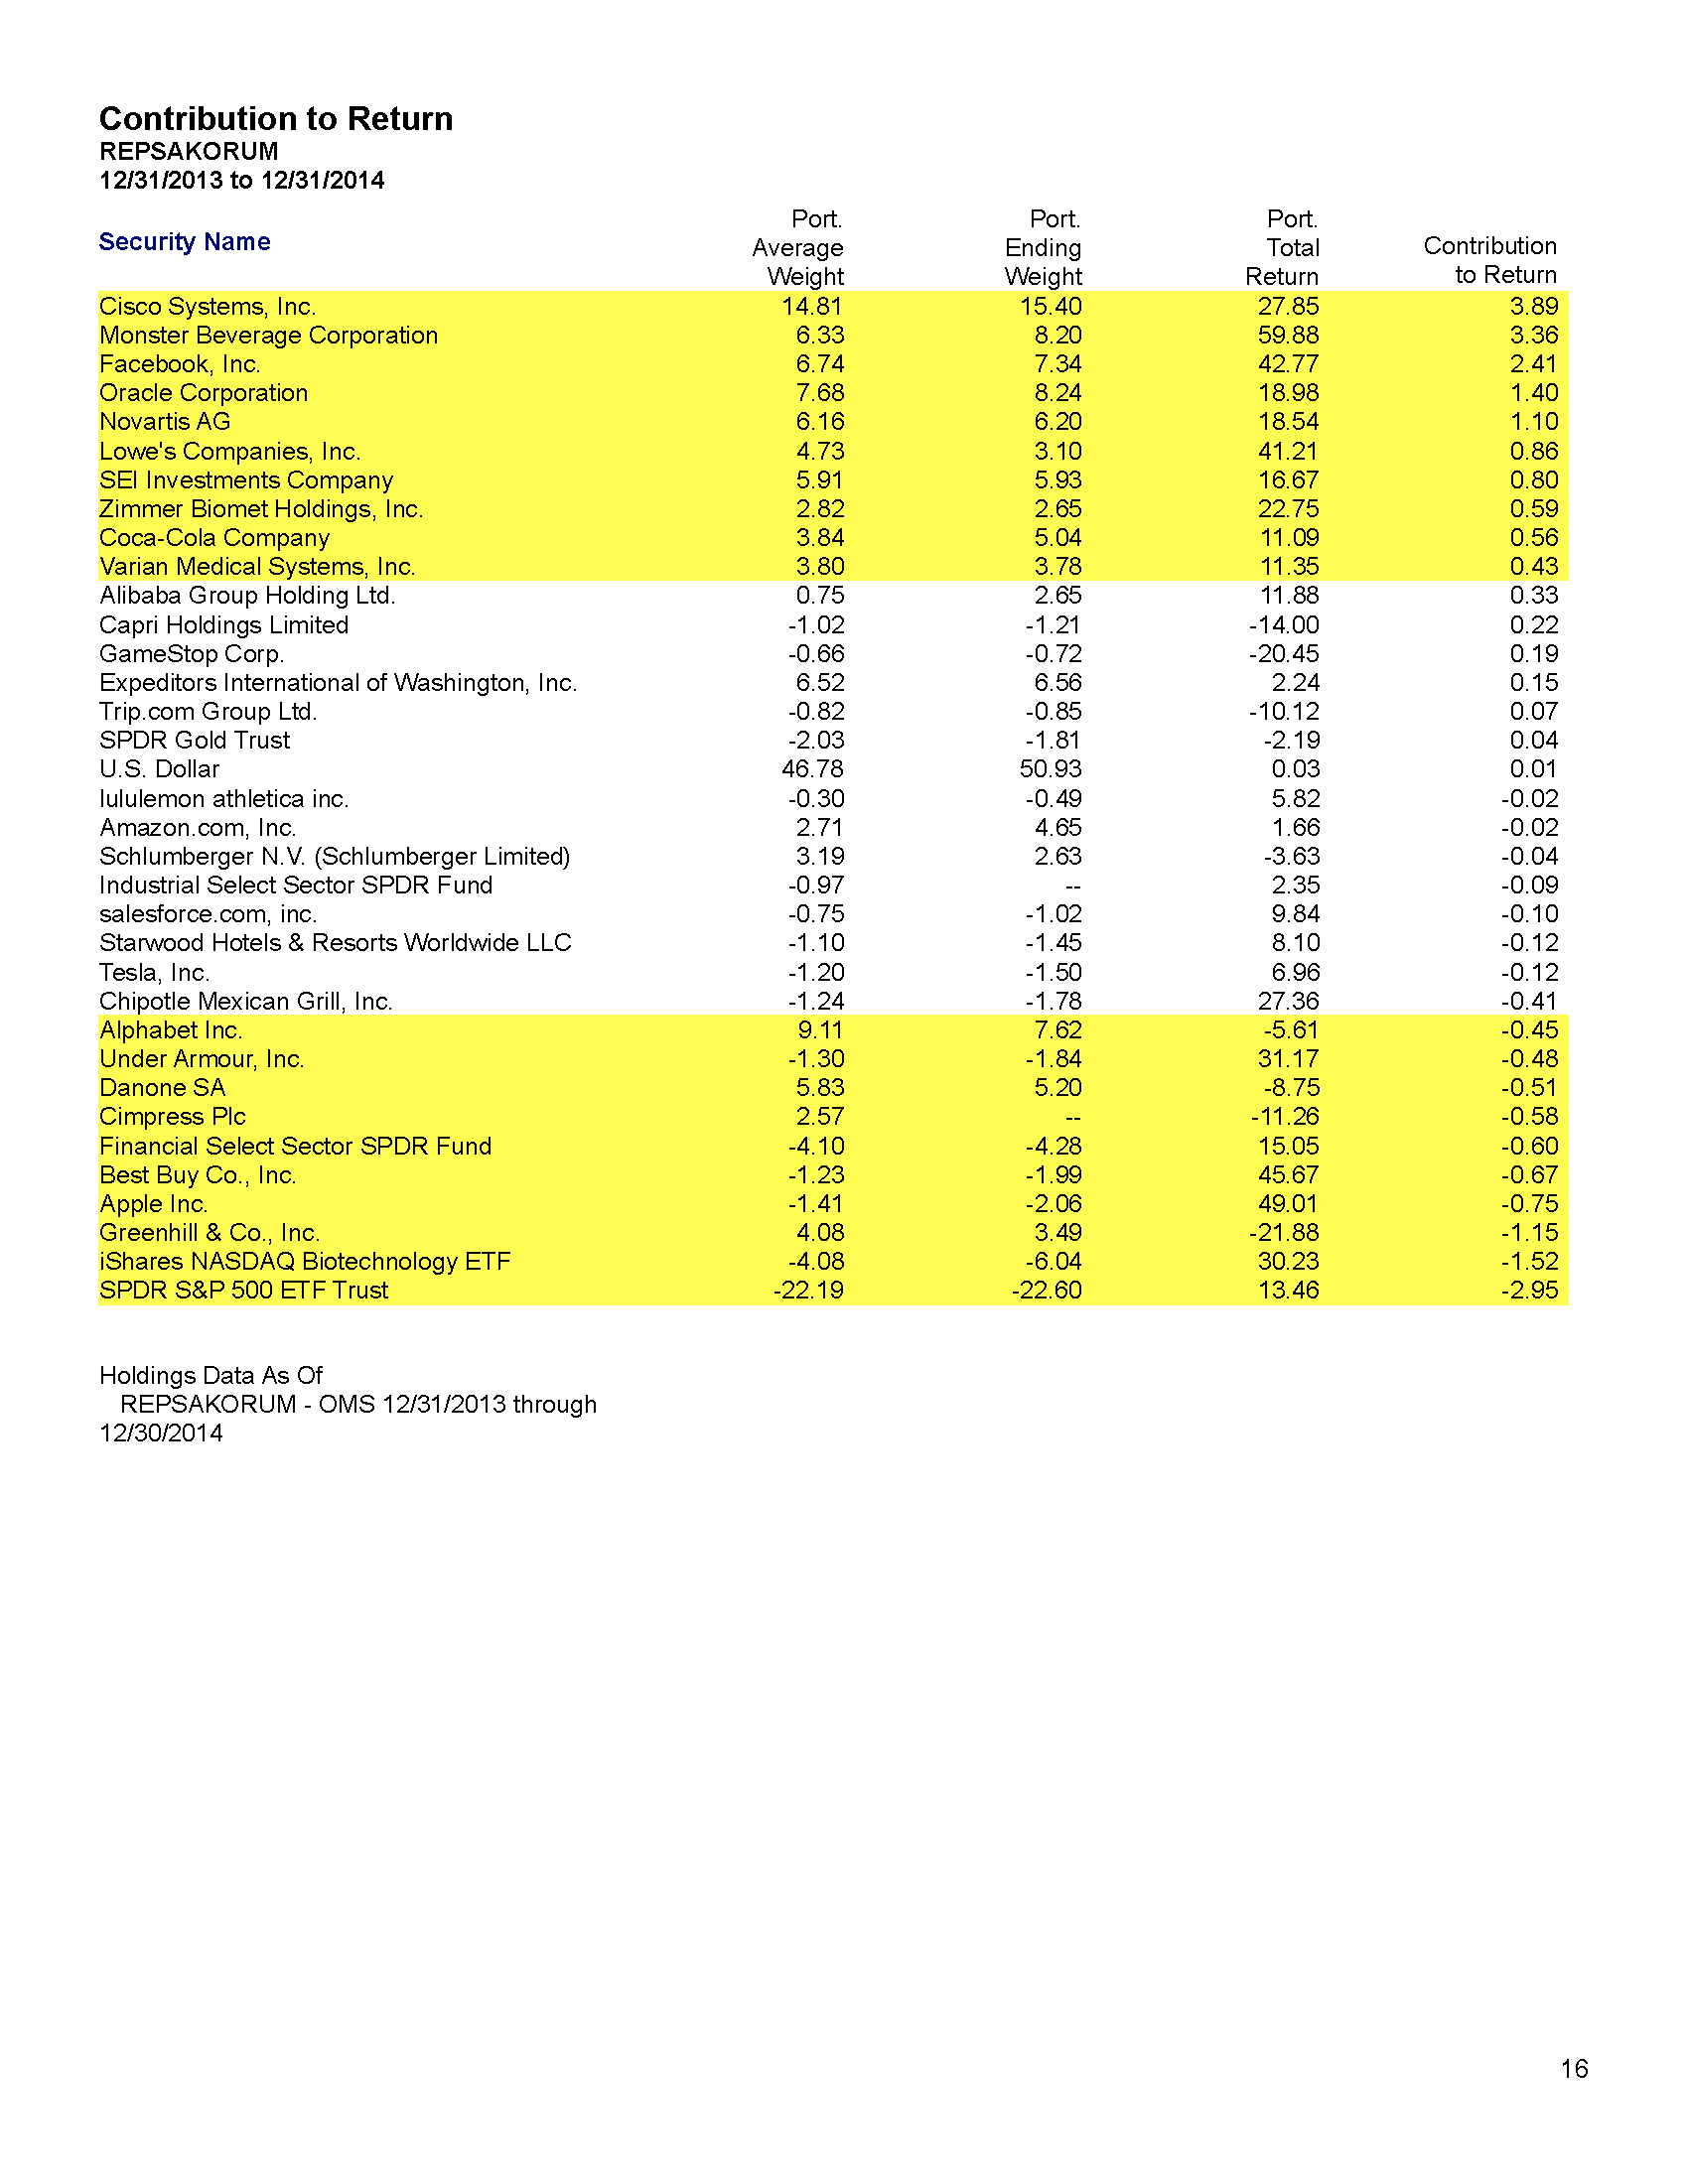 Contribution to Return
REPSAKORUM
12/31/2013 to 12/31/2014
Security Name Port. Average Weight Port. Ending Weight Port. Total Return Contribution to Return
Cisco Systems, Inc. 14.81 15.40 27.85 3.89
Monster Beverage Corporation 6.33 8.20 59.88 3.36
Facebook, Inc. 6.74 7.34 42.77 2.41
Oracle Corporation 7.68 8.24 18.98 1.40
Novartis AG 6.16 6.20 18.54 1.10
Lowe's Companies, Inc. 4.73 3.10 41.21 0.86
SEI Investments Company 5.91 5.93 16.67 0.80
Zimmer Biomet Holdings, Inc. 2.82 2.65 22.75 0.59
Coca-Cola Company 3.84 5.04 11.09 0.56
Varian Medical Systems, Inc. 3.80 3.78 11.35 0.43
Alibaba Group Holding Ltd. 0.75 2.65 11.88 0.33
Capri Holdings Limited -1.02 -1.21 -14.00 0.22
GameStop Corp. -0.66 -0.72 -20.45 0.19
Expeditors International of Washington, Inc. 6.52 6.56 2.24 0.15
Trip.com Group Ltd. -0.82 -0.85 -10.12 0.07
SPDR Gold Trust -2.03 -1.81 -2.19 0.04
U.S. Dollar 46.78 50.93 0.03 0.01
lululemon athletica inc. -0.30 -0.49 5.82 -0.02
Amazon.com, Inc. 2.71 4.65 1.66 -0.02
Schlumberger N.V. (Schlumberger Limited) 3.19 2.63 -3.63 -0.04
Industrial Select Sector SPDR Fund -0.97 -- 2.35 -0.09
salesforce.com, inc. -0.75 -1.02 9.84 -0.10
Starwood Hotels & Resorts Worldwide LLC -1.10 -1.45 8.10 -0.12
Tesla, Inc. -1.20 -1.50 6.96 -0.12
Chipotle Mexican Grill, Inc. -1.24 -1.78 27.36 -0.41
Alphabet Inc. 9.11 7.62 -5.61 -0.45
Under Armour, Inc. -1.30 -1.84 31.17 -0.48
Danone SA 5.83 5.20 -8.75 -0.51
Cimpress Plc 2.57 -- -11.26 -0.58
Financial Select Sector SPDR Fund -4.10 -4.28 15.05 -0.60
Best Buy Co., Inc. -1.23 -1.99 45.67 -0.67
Apple Inc. -1.41 -2.06 49.01 -0.75
Greenhill & Co., Inc. 4.08 3.49 -21.88 -1.15
iShares NASDAQ Biotechnology ETF -4.08 -6.04 30.23 -1.52
SPDR S&P 500 ETF Trust -22.19 -22.60 13.46 -2.95
Holdings Data As Of
REPSAKORUM - OMS 12/31/2013 through
12/30/2014
16